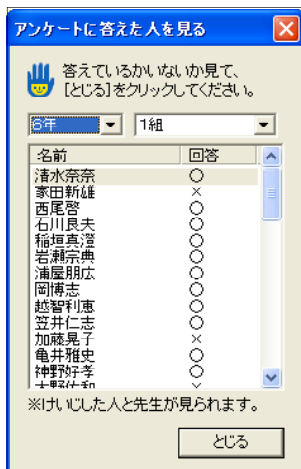 アンケートに答えた人を見る
答えているかいないか見て、
[とじる]をクリックしてください。
6年 1組
名前 回答
清水奈奈 ○
家田新雄 ×
西尾啓 ○
石川良夫 ○
稲垣真澄 ○
岩瀬宗典 ○
浦屋朋広 ○
岡博志 ○
越智利恵 ○
笠井仁志 ○
加藤晃子 ×
亀井雅史 ○
神野好孝 ○
※けいじした人と先生が見られます。
とじる